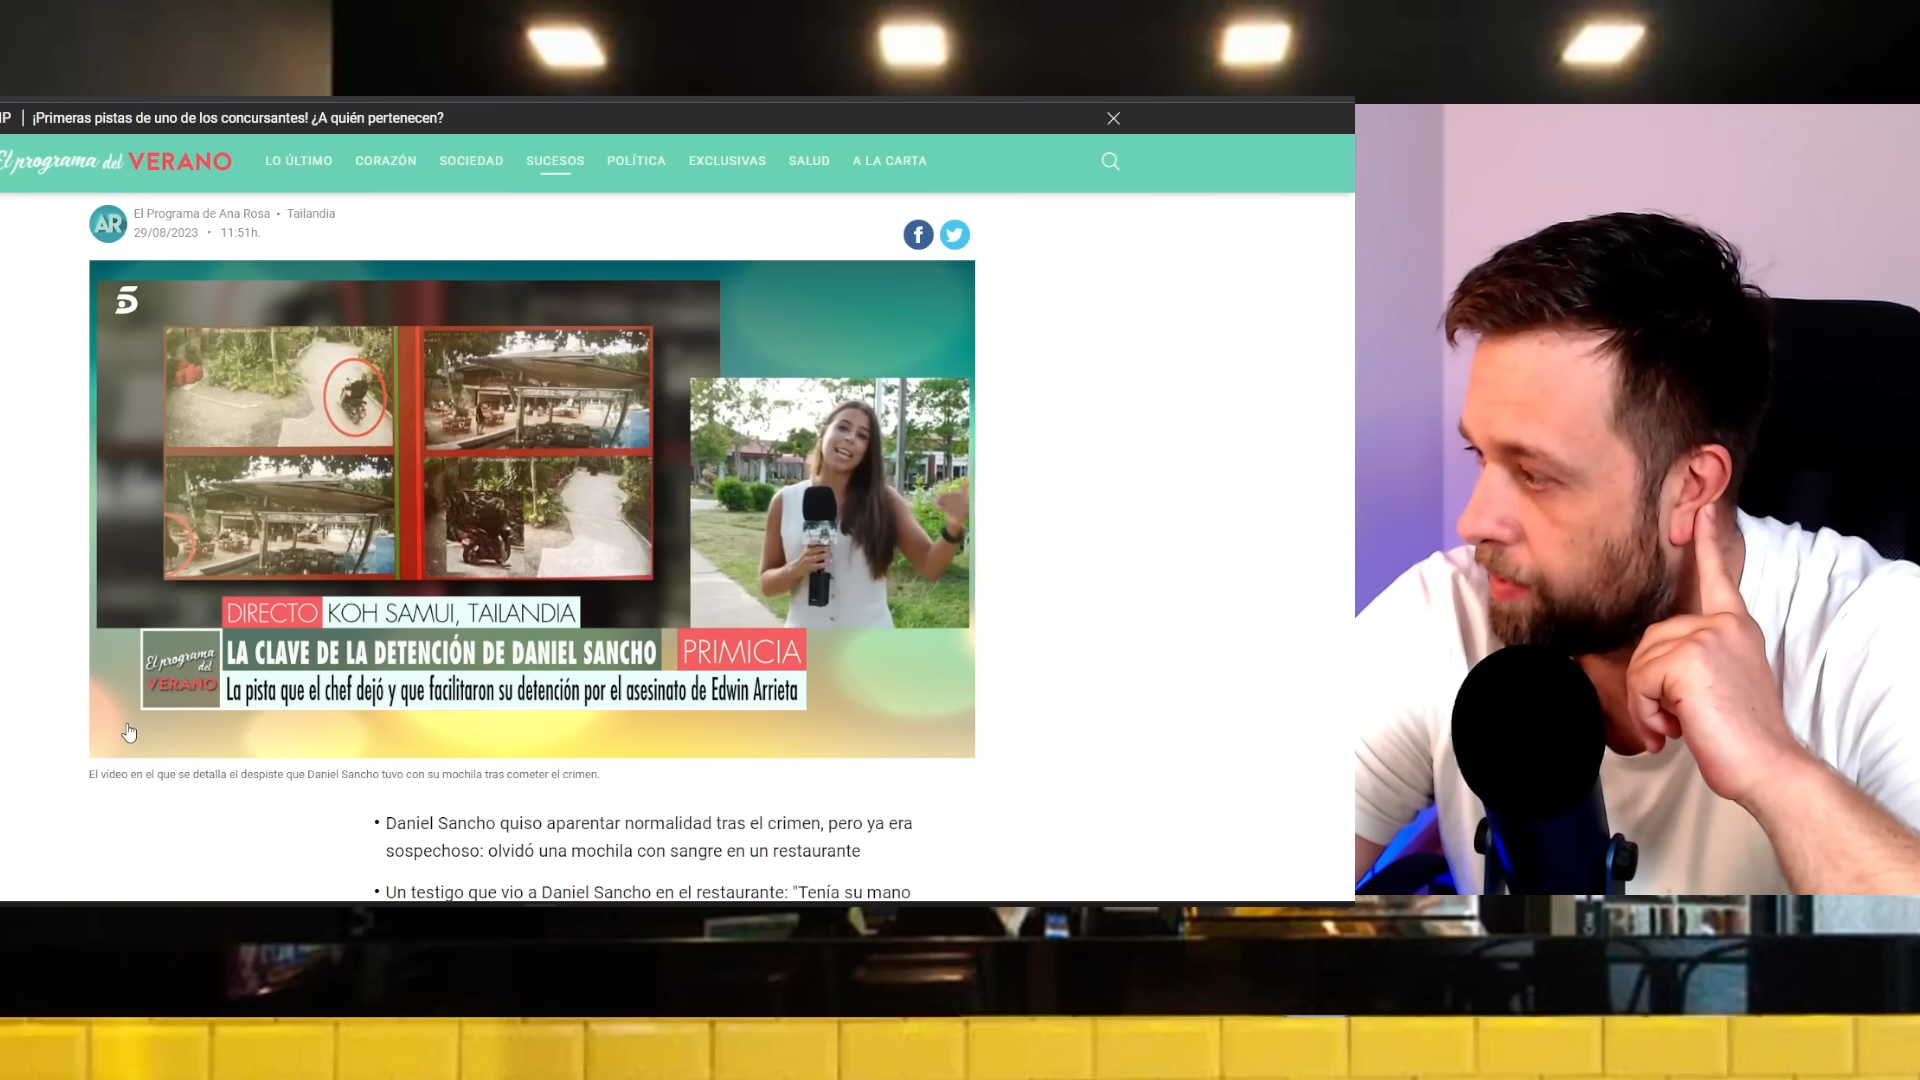 IP | ¡Primeras pistas de uno de los concursantes! ¿A quién pertenecen?
El programa del VERANO
LO ÚLTIMO CORAZÓN SOCIEDAD SUCESOS POLÍTICA EXCLUSIVAS SALUD A LA CARTA
AR
El Programa de Ana Rosa • Tailandia
29/08/2023 • 11:51h.
5
DIRECTO KOH SAMUI, TAILANDIA
El programa del VERANO
LA CLAVE DE LA DETENCIÓN DE DANIEL SANCHO PRIMICIA
La pista que el chef dejó y que facilitaron su detención por el asesinato de Edwin Arrieta
El vídeo en el que se detalla el despiste que Daniel Sancho tuvo con su mochila tras cometer el crimen.
• Daniel Sancho quiso aparentar normalidad tras el crimen, pero ya era
sospechoso: olvidó una mochila con sangre en un restaurante
• Un testigo que vio a Daniel Sancho en el restaurante: "Tenía su mano